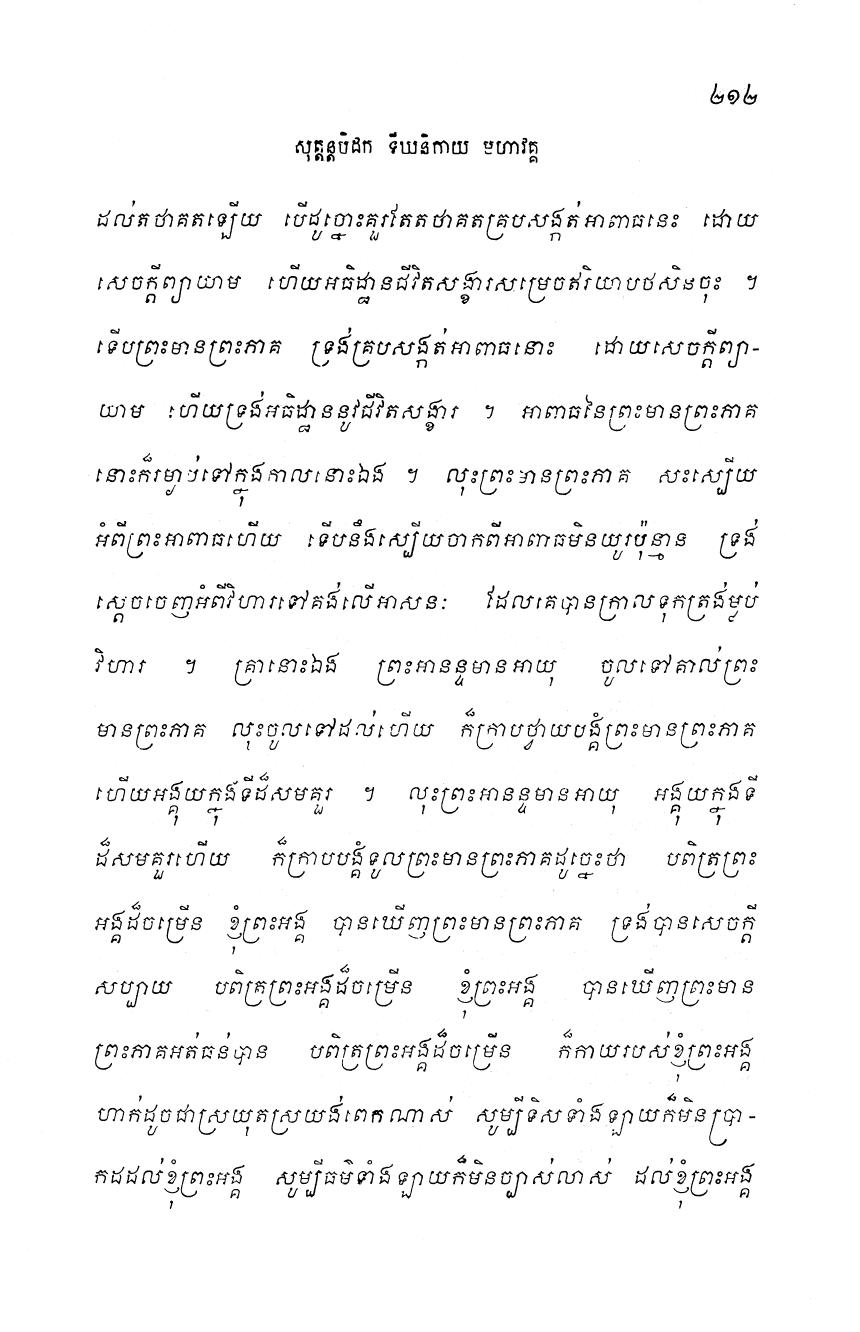 ២១២
សុត្តន្តបិដក ទីឃនិកាយ មហាវគ្គ
ដល់តថាគតឡើយ បើដូច្នោះគួរតែតថាគតគ្របសង្កត់អាពាធនេះ ដោយ
សេចក្តីព្យាយាម ហើយអធិដ្ឋានជីវិតសង្ខារសម្រេចឥរិយាបថសិនចុះ ។
ទើបព្រះមានព្រះភាគ ទ្រង់គ្របសង្កត់អាពាធនោះ ដោយសេចក្តីព្យា-
យាម ហើយទ្រង់អធិដ្ឋាននូវជីវិតសង្ខារ ។ អាពាធនៃព្រះមានព្រះភាគ
នោះក៏រម្ងាប់ទៅក្នុងកាលនោះឯង ។ លុះព្រះមានព្រះភាគ សះស្បើយ
អំពីព្រះអាពាធហើយ ទើបនឹងស្បើយចាកពីអាពាធមិនយូរប៉ុន្មាន ទ្រង់
ស្តេចចេញអំពីវិហារទៅគង់លើអាសនៈ ដែលគេបានក្រាលទុកត្រង់ម្លប់
វិហារ ។ គ្រានោះឯង ព្រះអានន្ទមានអាយុ ចូលទៅគាល់ព្រះ
មានព្រះភាគ លុះចូលទៅដល់ហើយ ក៏ក្រាបថ្វាយបង្គំព្រះមានព្រះភាគ
ហើយអង្គុយក្នុងទីដ៏សមគួរ ។ លុះព្រះអានន្ទមានអាយុ អង្គុយក្នុងទី
ដ៏សមគួរហើយ ក៏ក្រាបបង្គំទូលព្រះមានព្រះភាគដូច្នេះថា បពិត្រព្រះ
អង្គដ៏ចម្រើន ខ្ញុំព្រះអង្គ បានឃើញព្រះមានព្រះភាគ ទ្រង់បានសេចក្តី
សប្បាយ បពិត្រព្រះអង្គដ៏ចម្រើន ខ្ញុំព្រះអង្គ បានឃើញព្រះមាន
ព្រះភាគអត់ធន់បាន បពិត្រព្រះអង្គដ៏ចម្រើន ក៏កាយរបស់ខ្ញុំព្រះអង្គ
ហាក់ដូចជាស្រយុតស្រយង់ពេកណាស់ សូម្បីទិសទាំងឡាយក៏មិនប្រា-
កដដល់ខ្ញុំព្រះអង្គ សូម្បីធម៌ទាំងឡាយក៏មិនច្បាស់លាស់ ដល់ខ្ញុំព្រះអង្គ